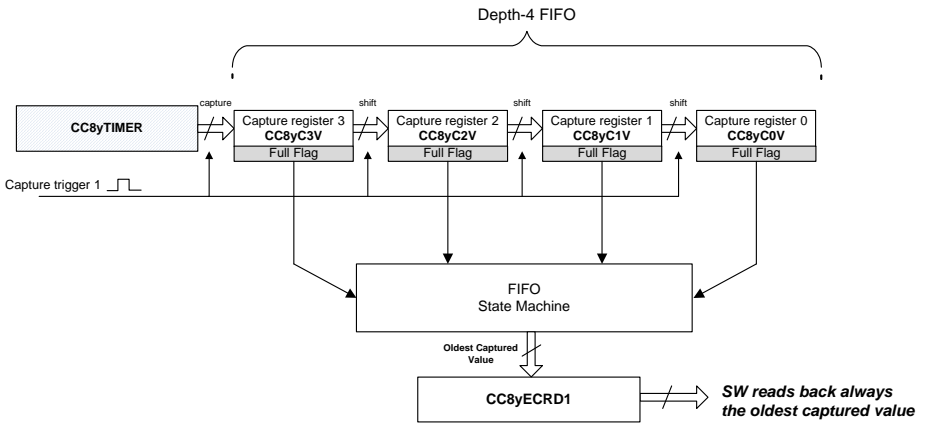 Depth-4 FIFO
CC8yTIMER
capture
Capture register 3
CC8yC3V
Full Flag
shift
Capture register 2
CC8yC2V
Full Flag
shift
Capture register 1
CC8yC1V
Full Flag
shift
Capture register 0
CC8yC0V
Full Flag
Capture trigger 1
FIFO
State Machine
Oldest Captured
Value
CC8yECRD1
SW reads back always
the oldest captured value